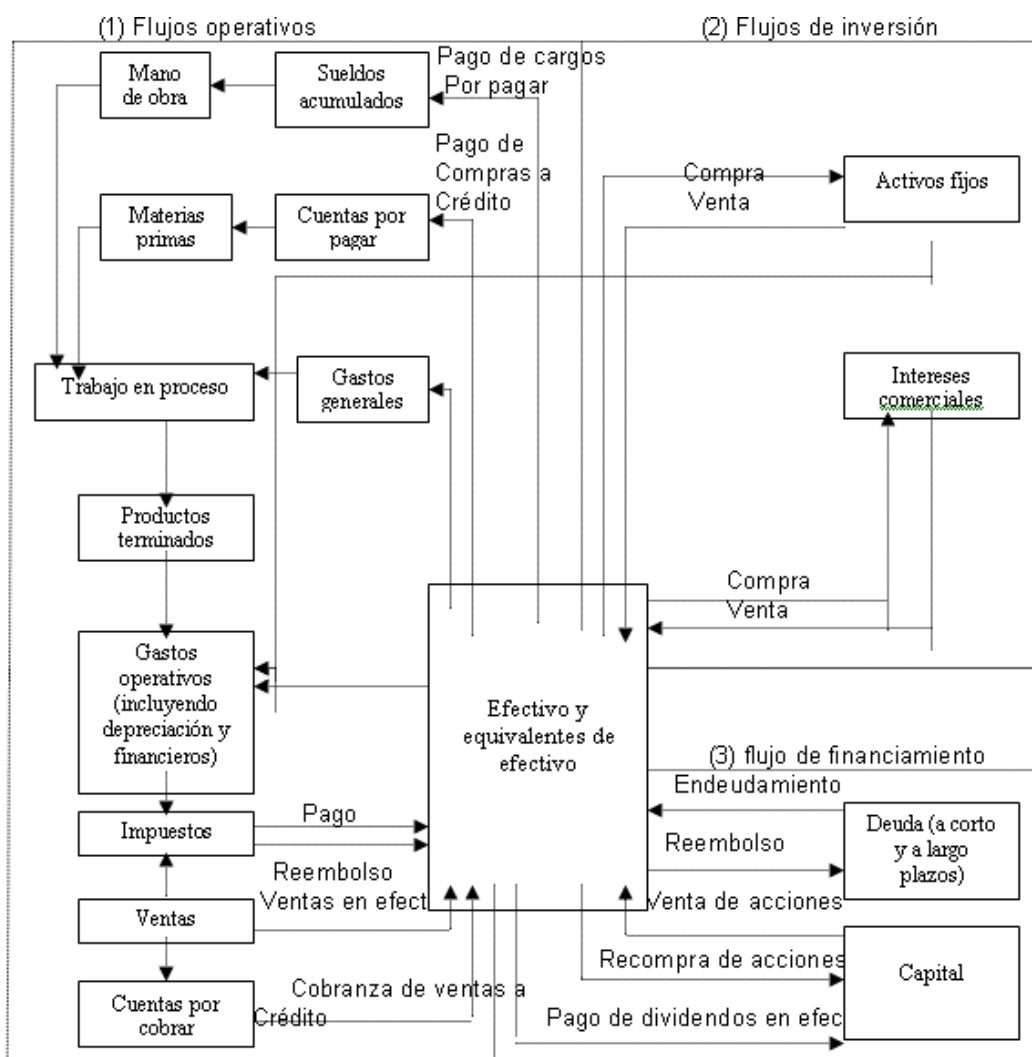 (1) Flujos operativos
(2) Flujos de inversión
Mano
de obra
Sueldos
acumulados
Pago de cargos
Por pagar
Pago de
Compras a
Crédito
Materias
primas
Cuentas por
pagar
Compra
Venta
Activos fijos
Trabajo en proceso
Gastos
generales
Intereses
comerciales
Productos
terminados
Compra
Venta
Gastos
operativos
(incluyendo
depreciación y
financieros)
Efectivo y
equivalentes de
efectivo
(3) flujo de financiamiento
Endeudamiento
Impuestos
Pago
Reembolso
Deuda (a corto
y a largo
plazos)
Reembolso
Ventas en efect
Venta de acciones
Ventas
Recompra de acciones
Capital
Cuentas por
cobrar
Cobranza de ventas a
Crédito
Pago de dividendos en efec